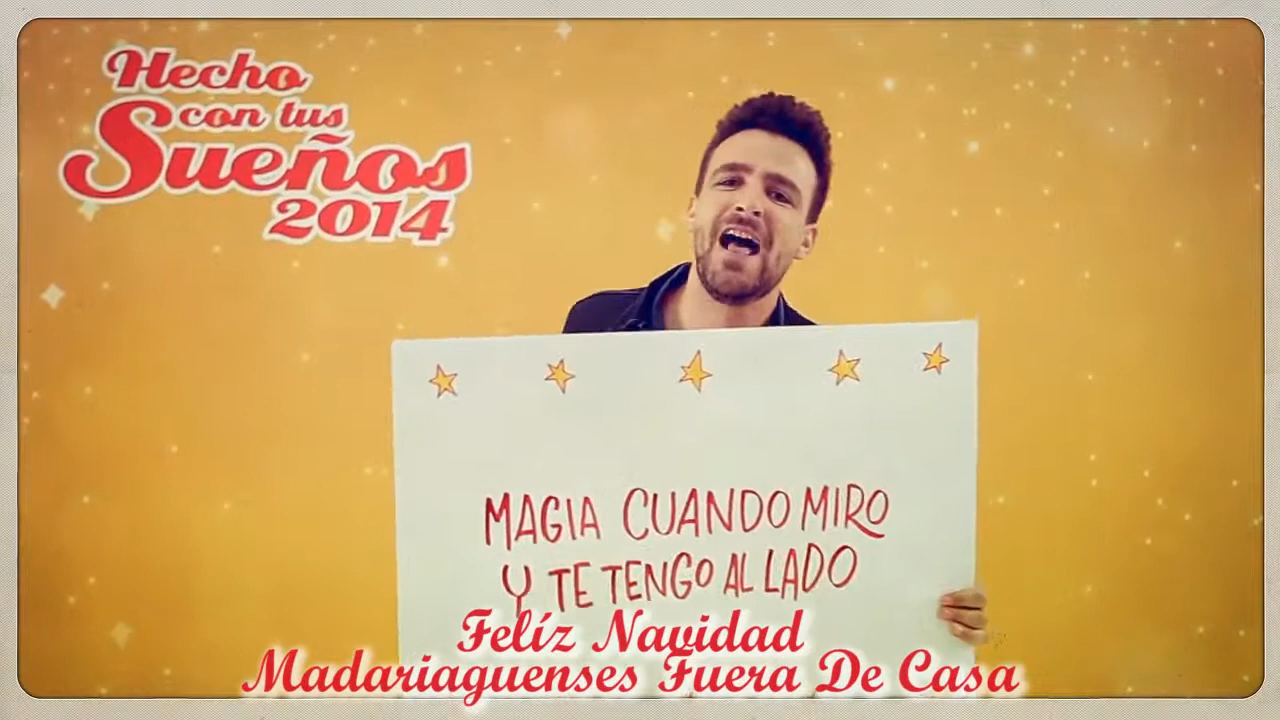 Hecho
con tus
Sueños
2014
MAGIA CUANDO MIRO
Y TE TENGO AL LADO
Felíz Navidad
Madariaguenses Fuera De Casa